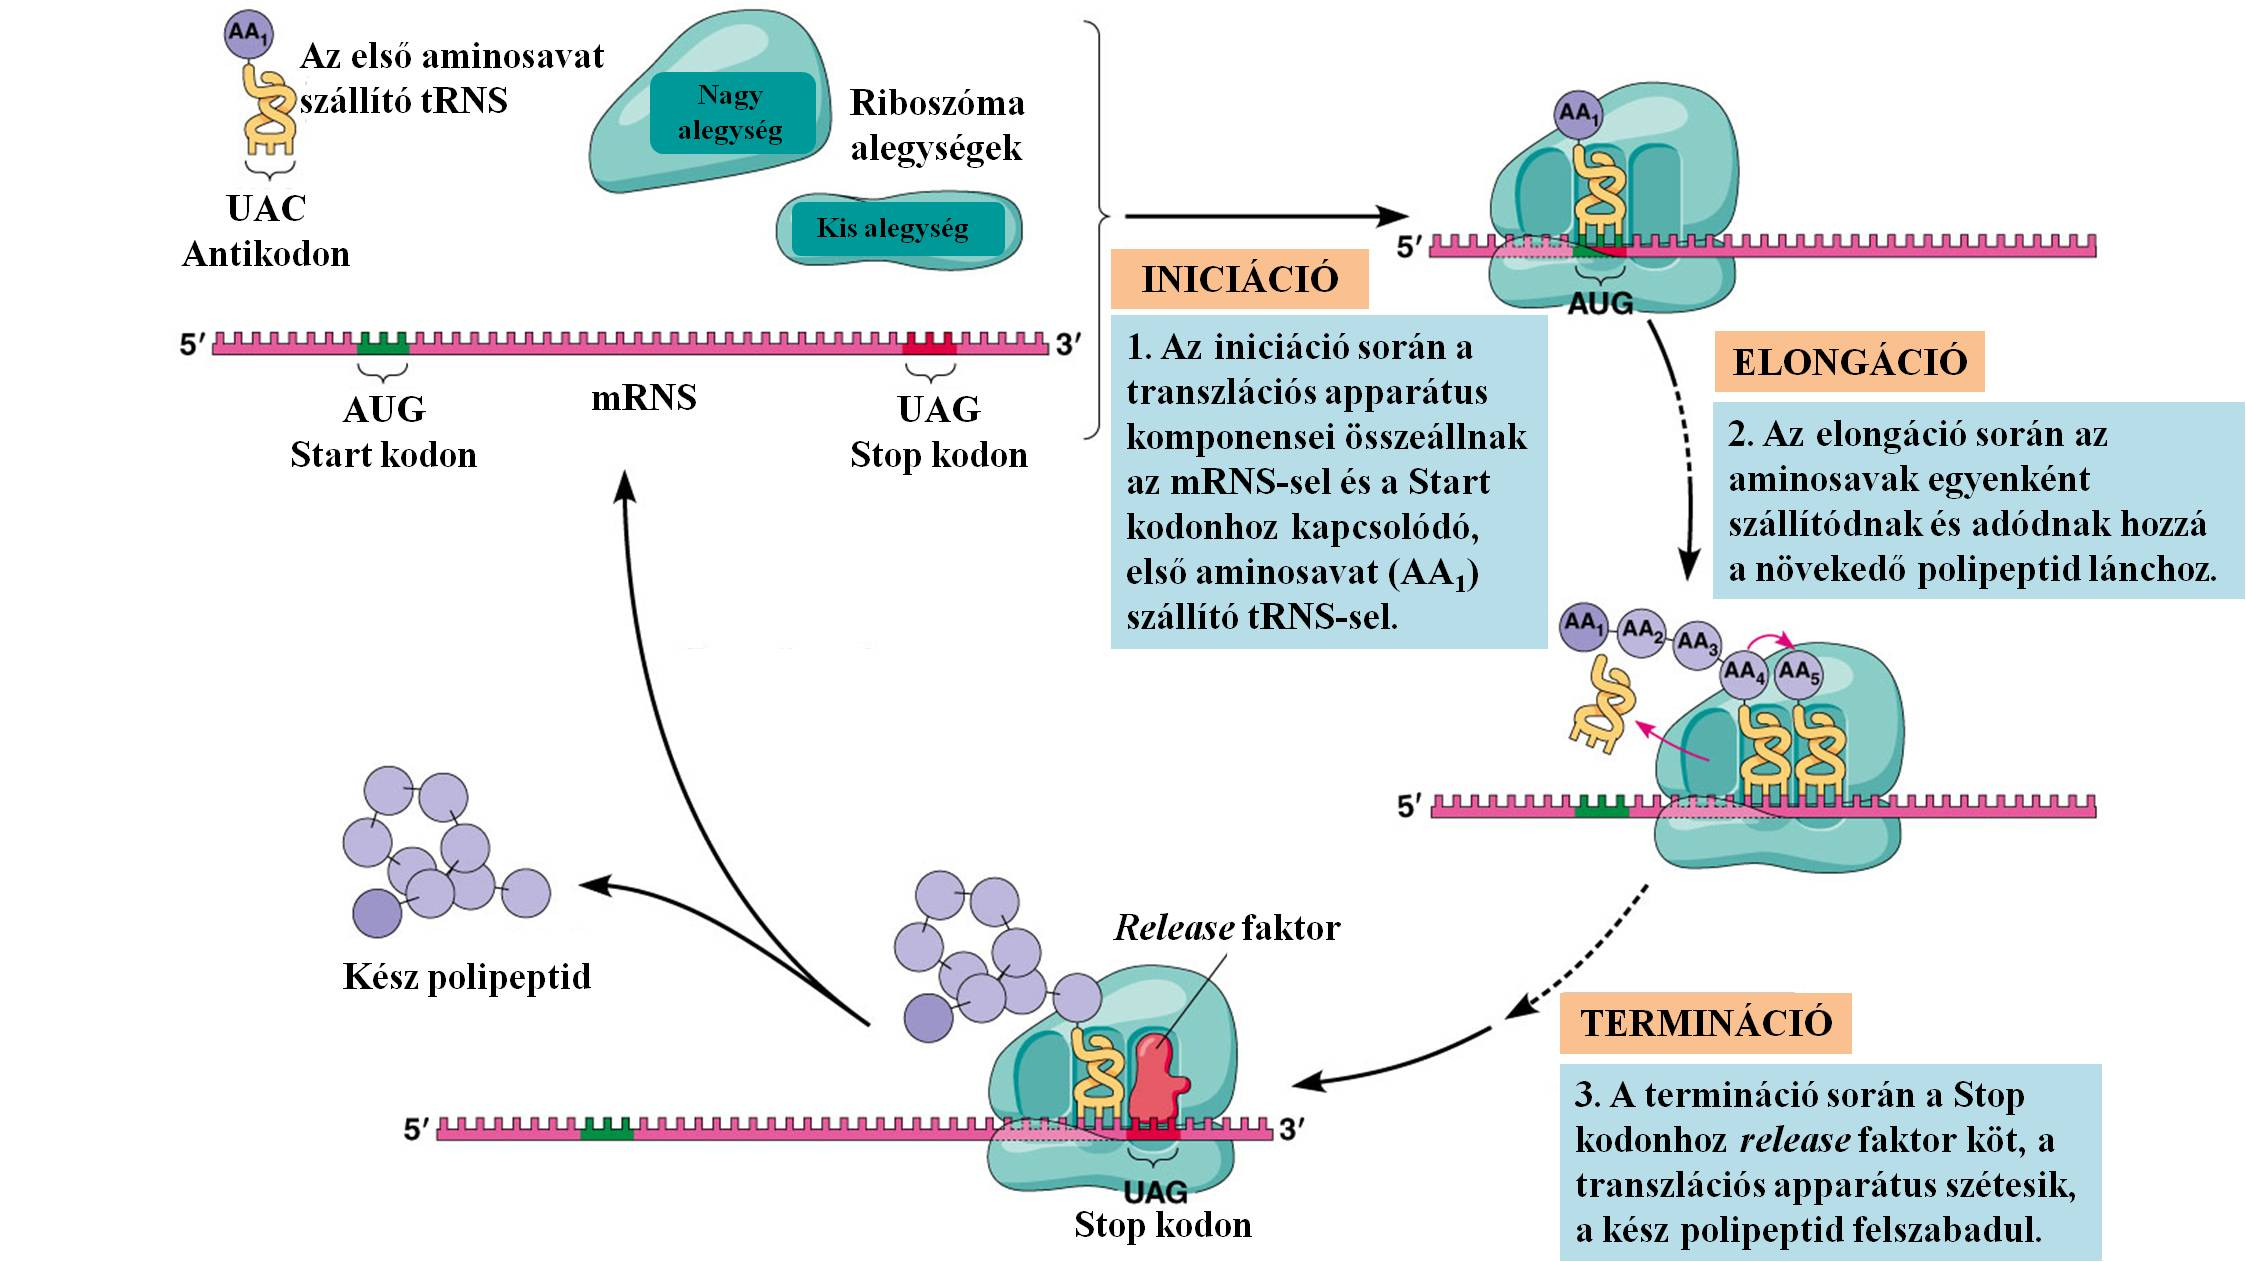 AA1
Az első aminosavat
szállító tRNS
UAC
Antikodon
Nagy
alegység
Riboszóma
alegységek
Kis alegység
5′
3′
AUG
Start kodon
mRNS
UAG
Stop kodon
INICIÁCIÓ
1. Az iniciáció során a
transzlációs apparátus
komponensei összeállnak
az mRNS-sel és a Start
kodonhoz kapcsolódó,
első aminosavat (AA1)
szállító tRNS-sel.
AA1
5′
AUG
ELONGÁCIÓ
2. Az elongáció során az
aminosavak egyenként
szállítódnak és adódnak hozzá
a növekedő polipeptid lánchoz.
AA1
AA2
AA3
AA4
AA5
5′
TERMINÁCIÓ
3. A termináció során a Stop
kodonhoz release faktor köt, a
transzlációs apparátus szétesik,
a kész polipeptid felszabadul.
Release faktor
5′
3′
UAG
Stop kodon
Kész polipeptid